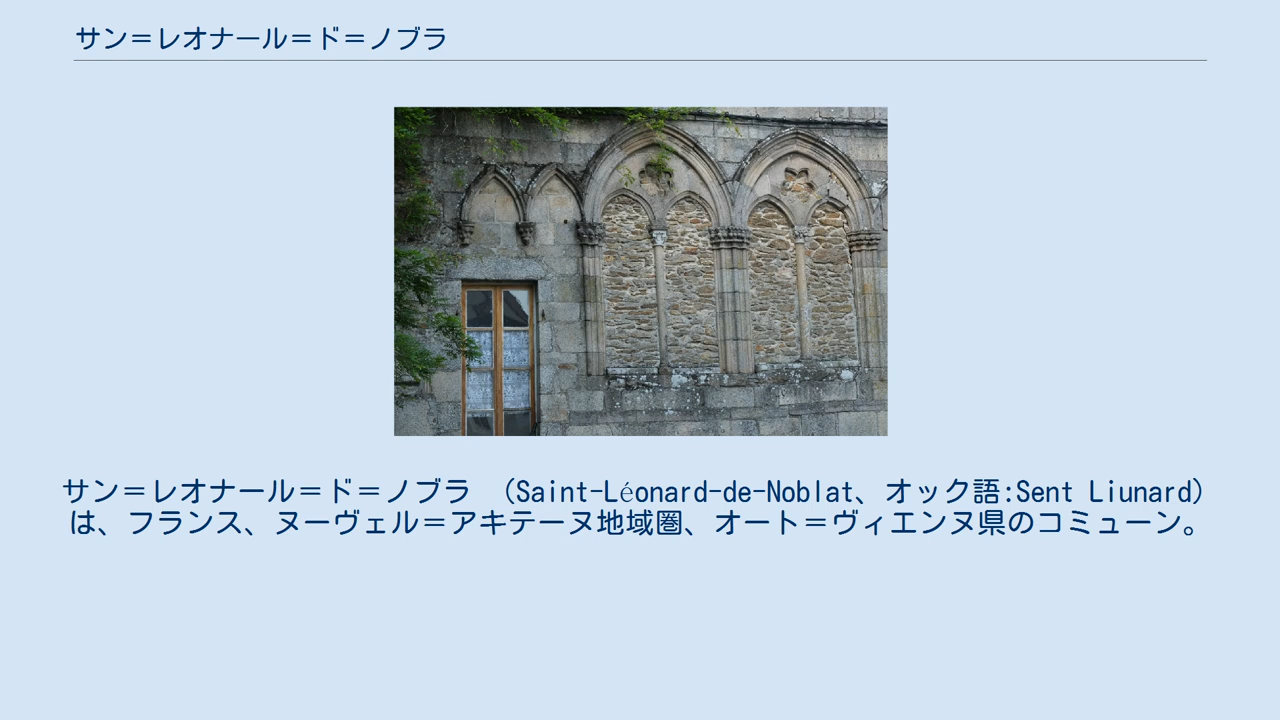 サン＝レオナール＝ド＝ノブラ
サン＝レオナール＝ド＝ノブラ （Saint-Léonard-de-Noblat、オック語:Sent Liunard）
は、フランス、ヌーヴェル＝アキテーヌ地域圏、オート＝ヴィエンヌ県のコミューン。